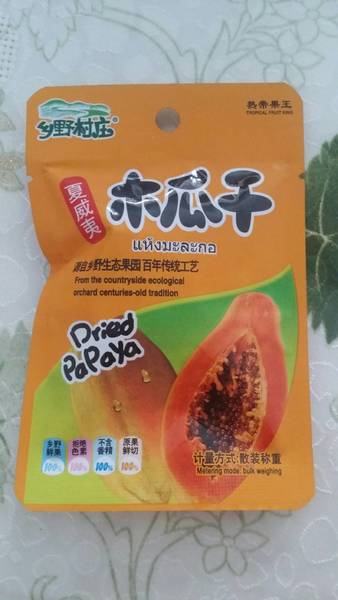 乡野村庄®
热带果王
TROPICAL FRUIT KING
夏威夷
木瓜干
แห้งมะละกอ
源自乡野生态果园 百年传统工艺
From the countryside ecological
orchard centuries-old tradition
Dried
PaPaya
乡野
鲜果
100%
拒绝
色素
100%
不含
香精
100%
原果
鲜切
100%
计量方式:散装称重
Metering mode: bulk weighing